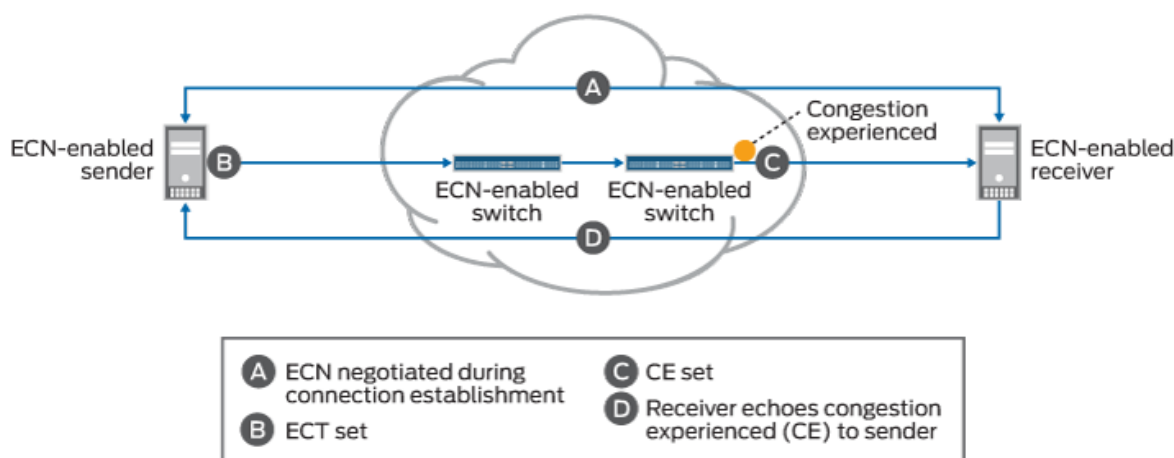 A
Congestion
experienced
ECN-enabled
sender
B
C
ECN-enabled
receiver
ECN-enabled
switch
ECN-enabled
switch
D
A ECN negotiated during
connection establishment
B ECT set
C CE set
D Receiver echoes congestion
experienced (CE) to sender